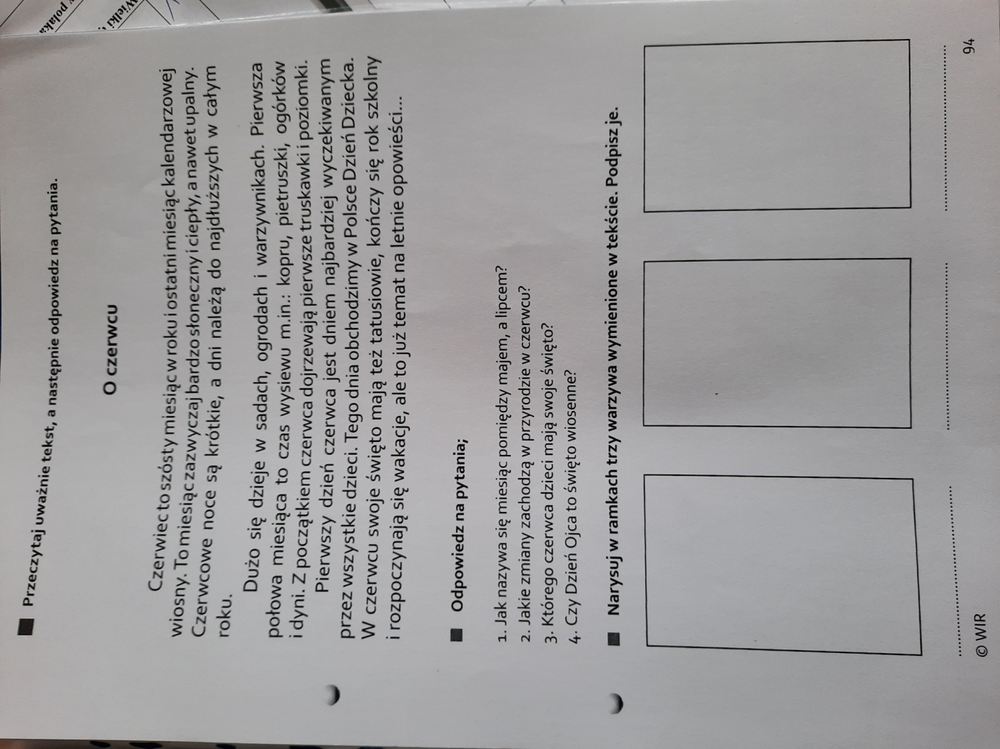 Wielki
polaka
Przeczytaj uważnie tekst, a następnie odpowiedz na pytania.
O czerwcu
Czerwiec to szósty miesiąc w roku i ostatni miesiąc kalendarzowej
wiosny. To miesiąc zazwyczaj bardzo słoneczny i ciepły, a nawet upalny.
Czerwcowe noce są krótkie, a dni należą do najdłuższych w całym
roku.
Dużo się dzieje w sadach, ogrodach i warzywnikach. Pierwsza
połowa miesiąca to czas wysiewu m.in.: kopru, pietruszki, ogórków
i dyni. Z początkiem czerwca dojrzewają pierwsze truskawki i poziomki.
Pierwszy dzień czerwca jest dniem najbardziej wyczekiwanym
przez wszystkie dzieci. Tego dnia obchodzimy w Polsce Dzień Dziecka.
W czerwcu swoje święto mają też tatusiowie, kończy się rok szkolny
i rozpoczynają się wakacje, ale to już temat na letnie opowieści...
Odpowiedz na pytania;
1. Jak nazywa się miesiąc pomiędzy majem, a lipcem?
2. Jakie zmiany zachodzą w przyrodzie w czerwcu?
3. Którego czerwca dzieci mają swoje święto?
4. Czy Dzień Ojca to święto wiosenne?
Narysuj w ramkach trzy warzywa wymienione w tekście. Podpisz je.
© WIR
94